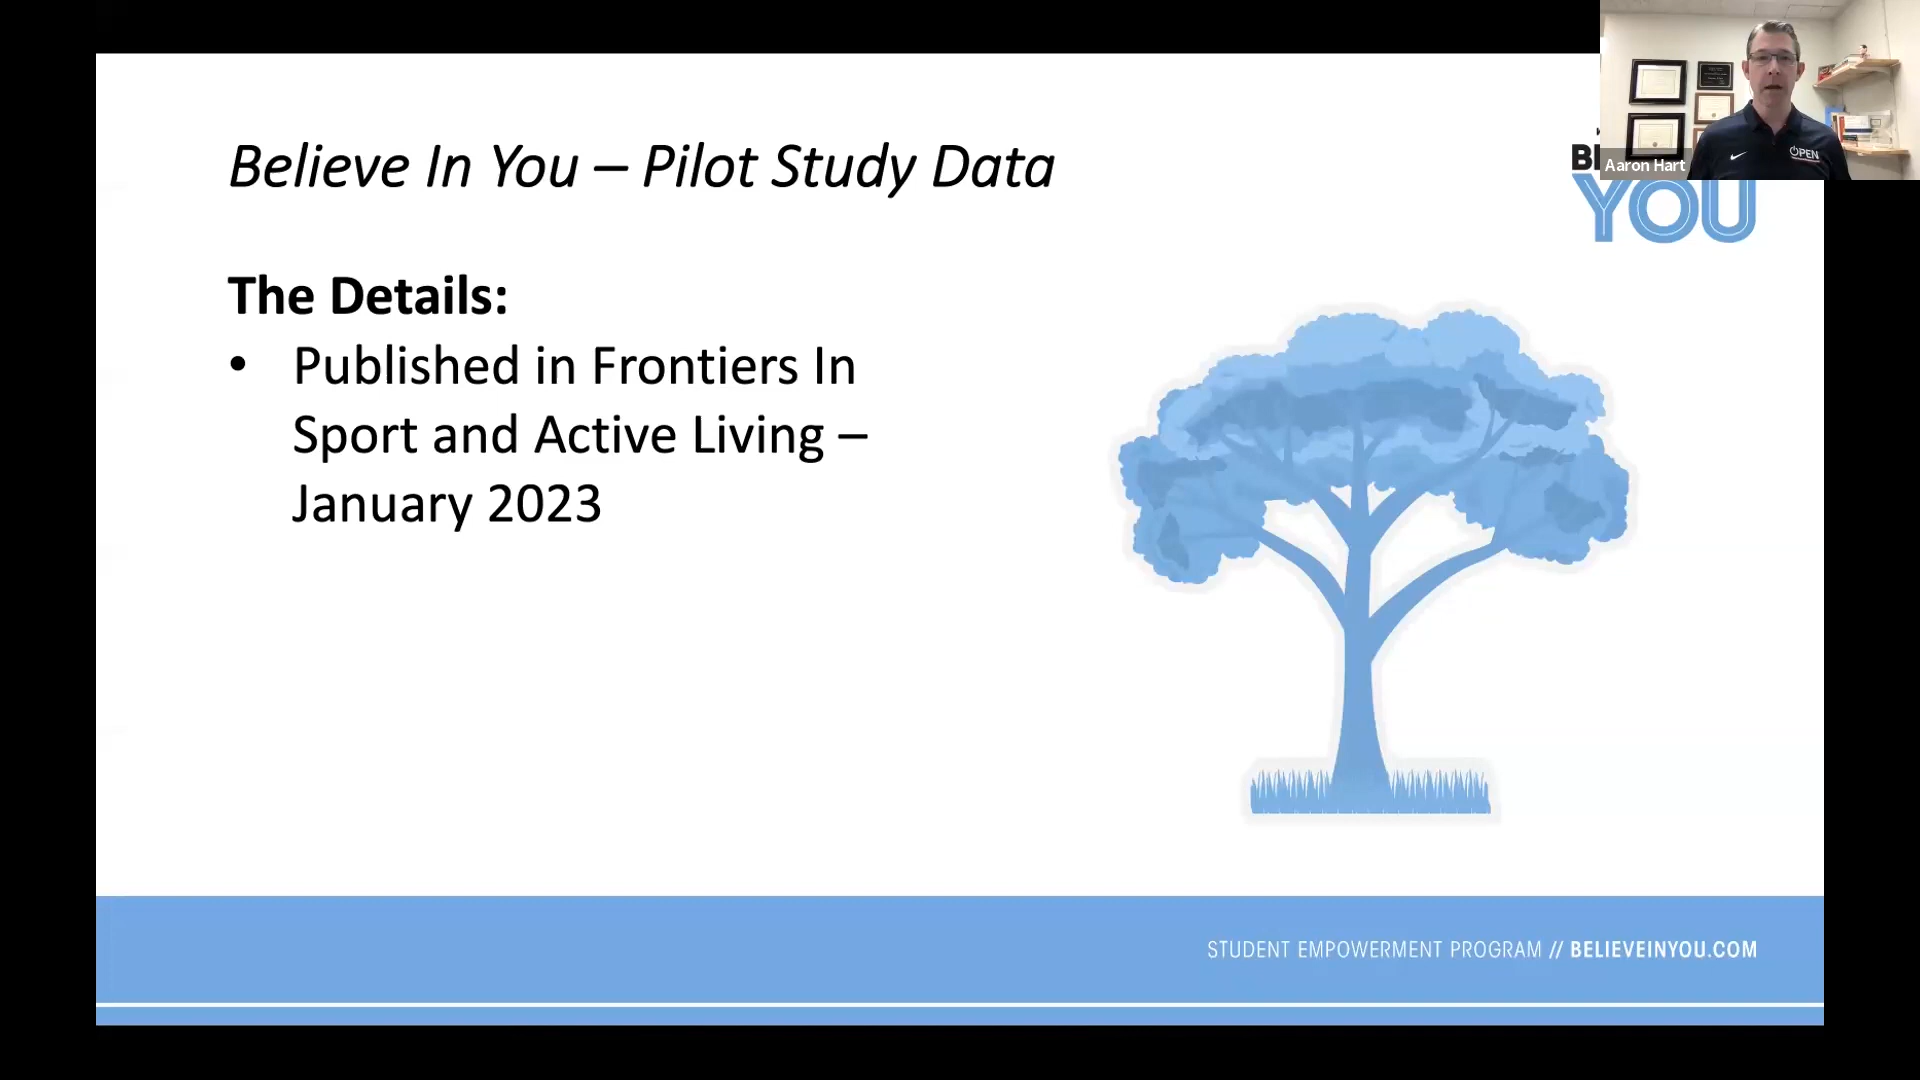 Believe In You – Pilot Study Data
YOU
Aaron Hart
OPEN
The Details:
• Published in Frontiers In
Sport and Active Living –
January 2023
STUDENT EMPOWERMENT PROGRAM // BELIEVEINYOU.COM